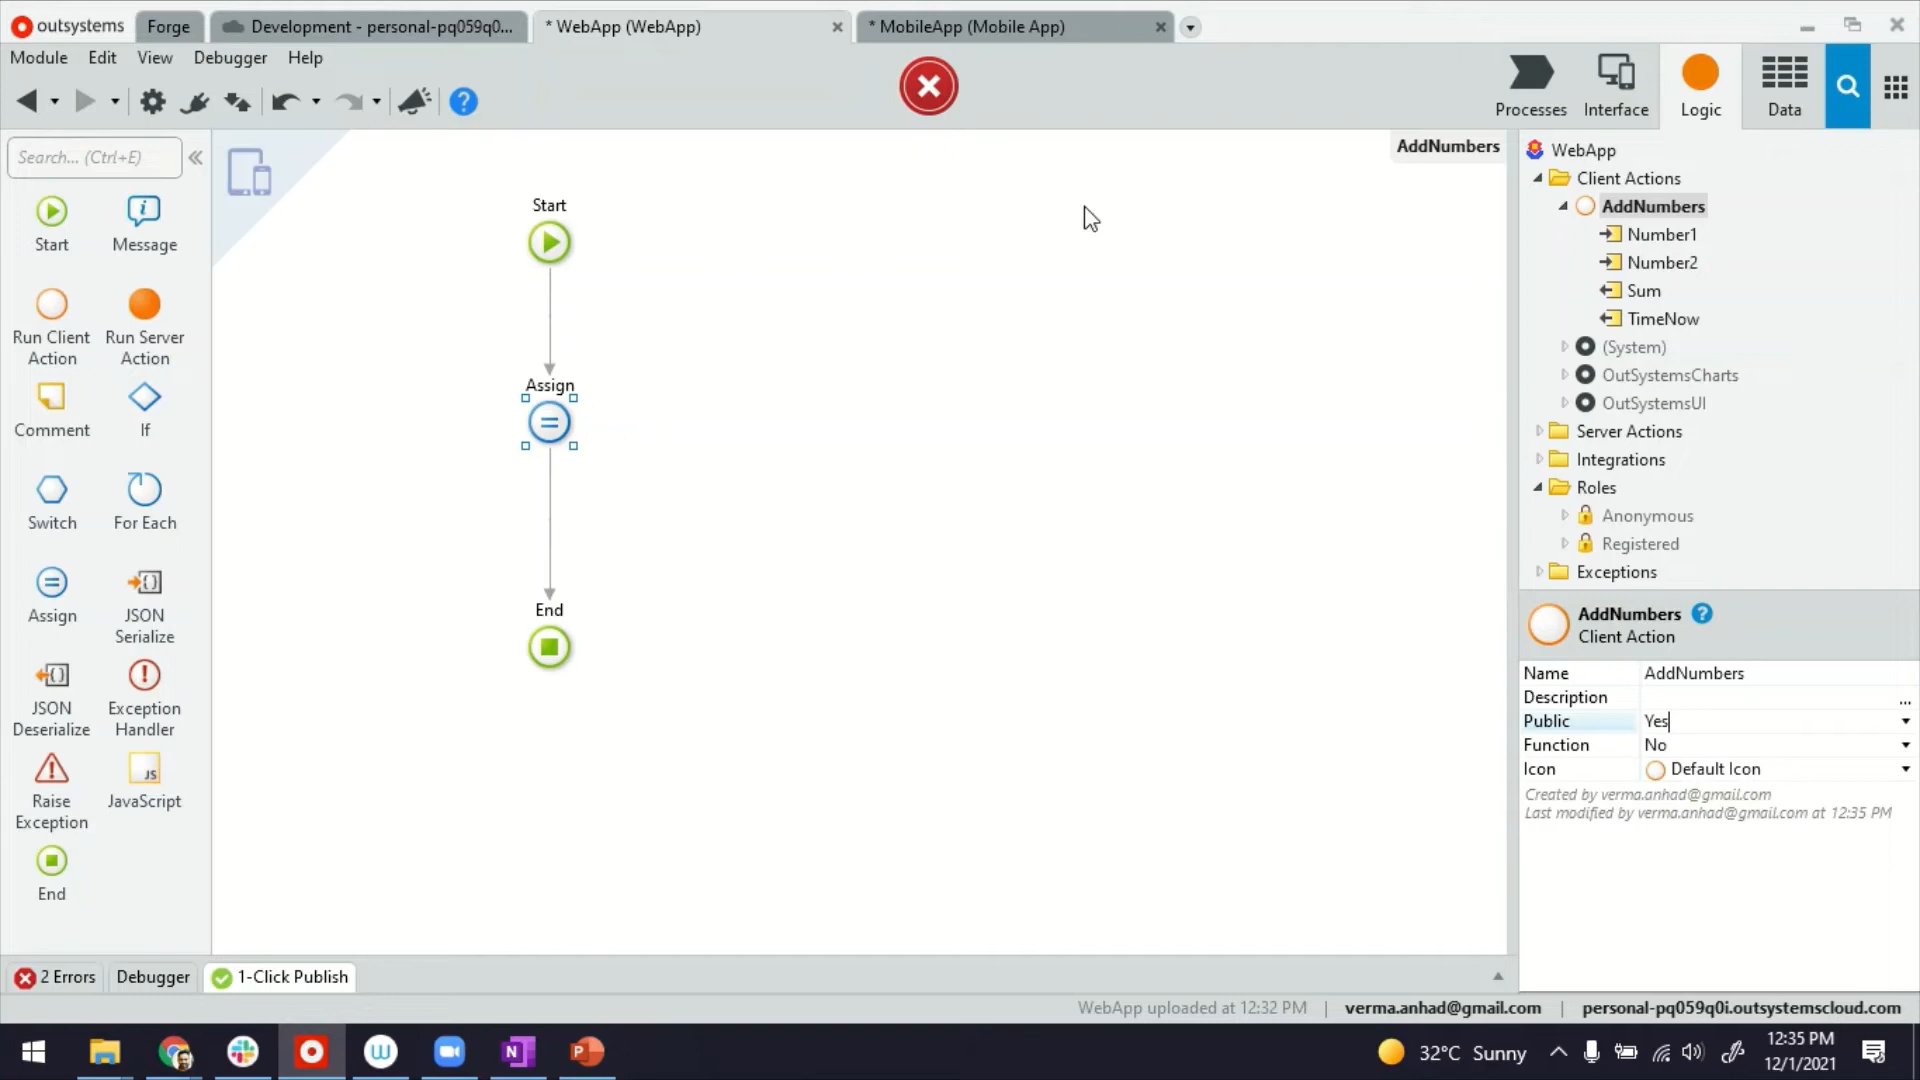 outsystems
Forge
Development - personal-pq059q0...
* WebApp (WebApp)
* MobileApp (Mobile App)
Module
Edit
View
Debugger
Help
Processes
Interface
Logic
Data
Search... (Ctrl+E)
Start
Message
Run Client
Action
Run Server
Action
Comment
If
Switch
For Each
Assign
JSON
Serialize
JSON
Deserialize
Exception
Handler
Raise
Exception
JS
JavaScript
End
AddNumbers
Start
Assign
End
WebApp
Client Actions
AddNumbers
Number1
Number2
Sum
TimeNow
(System)
OutSystemsCharts
OutSystemsUI
Server Actions
Integrations
Roles
Anonymous
Registered
Exceptions
AddNumbers
Client Action
Name AddNumbers
Description ...
Public Yes
Function No
Icon Default Icon
Created by verma.anhad@gmail.com
Last modified by verma.anhad@gmail.com at 12:35 PM
2 Errors
Debugger
1-Click Publish
WebApp uploaded at 12:32 PM | verma.anhad@gmail.com | personal-pq059q0i.outsystemscloud.com
32°C Sunny
12:35 PM
12/1/2021